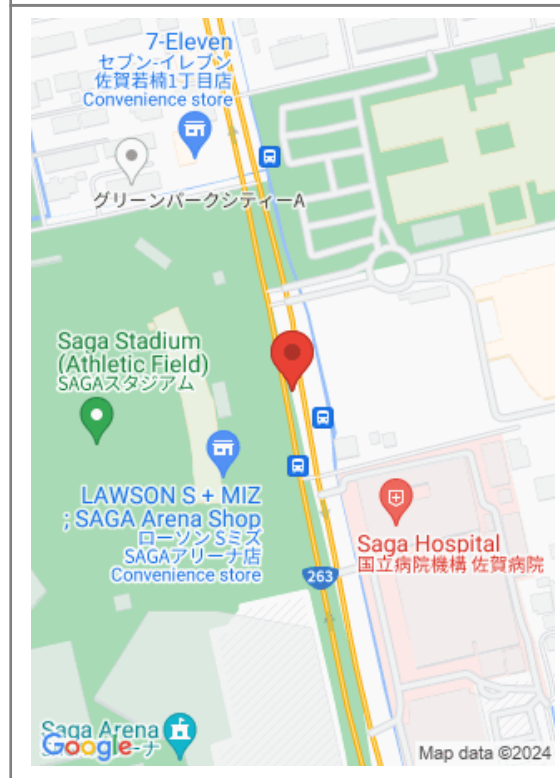 7-Eleven
セブン-イレブン
佐賀若楠1丁目店
Convenience store
グリーンパークシティーA
Saga Stadium
(Athletic Field)
SAGAスタジアム
LAWSON S + MIZ
; SAGA Arena Shop
ローソン Sミズ
SAGAアリーナ店
Convenience store
Saga Hospital
国立病院機構 佐賀病院
263
Saga Arena
Google
ーナ
Map data ©2024